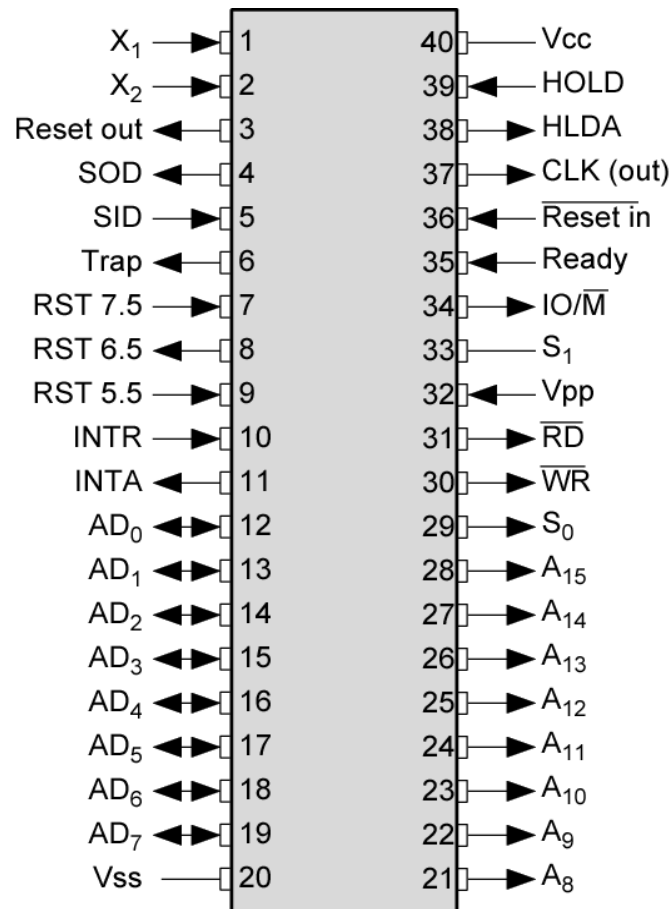 X₁ 1 40 Vcc
X₂ 2 39 HOLD
Reset out 3 38 HLDA
SOD 4 37 CLK (out)
SID 5 36 R̅e̅s̅e̅t̅ ̅i̅n̅
Trap 6 35 Ready
RST 7.5 7 34 IO/M̅
RST 6.5 8 33 S₁
RST 5.5 9 32 Vpp
INTR 10 31 R̅D̅
INTA 11 30 W̅R̅
AD₀ 12 29 S₀
AD₁ 13 28 A₁₅
AD₂ 14 27 A₁₄
AD₃ 15 26 A₁₃
AD₄ 16 25 A₁₂
AD₅ 17 24 A₁₁
AD₆ 18 23 A₁₀
AD₇ 19 22 A₉
Vss 20 21 A₈